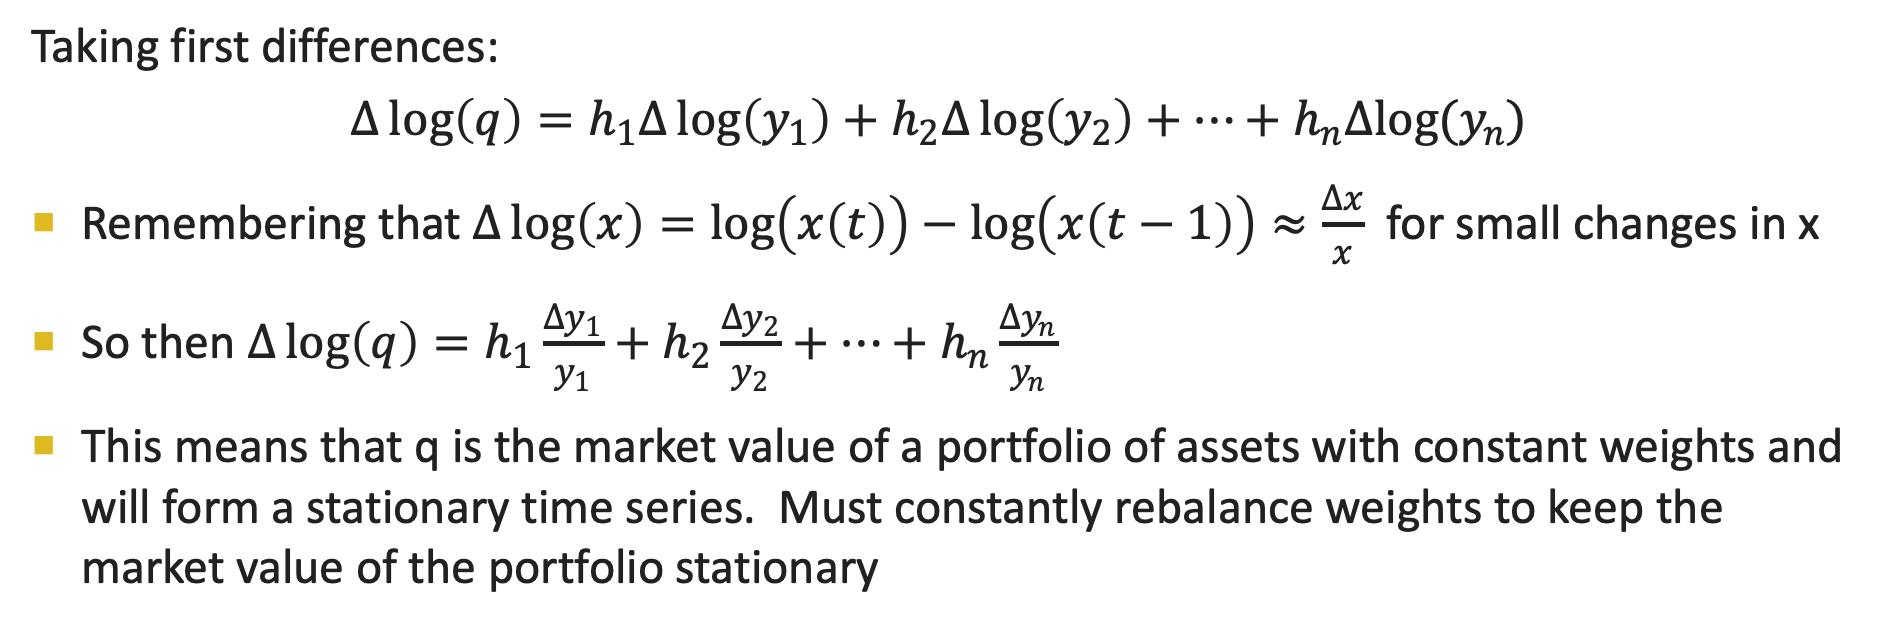 Taking first differences:
Δ log(q) = h₁Δ log(y₁) + h₂Δ log(y₂) + ⋯ + hₙΔlog(yₙ)
▪ Remembering that Δ log(x) = log(x(t)) − log(x(t − 1)) ≈ Δx/x for small changes in x
▪ So then Δ log(q) = h₁ Δy₁/y₁ + h₂ Δy₂/y₂ + ⋯ + hₙ Δyₙ/yₙ
▪ This means that q is the market value of a portfolio of assets with constant weights and
will form a stationary time series. Must constantly rebalance weights to keep the
market value of the portfolio stationary